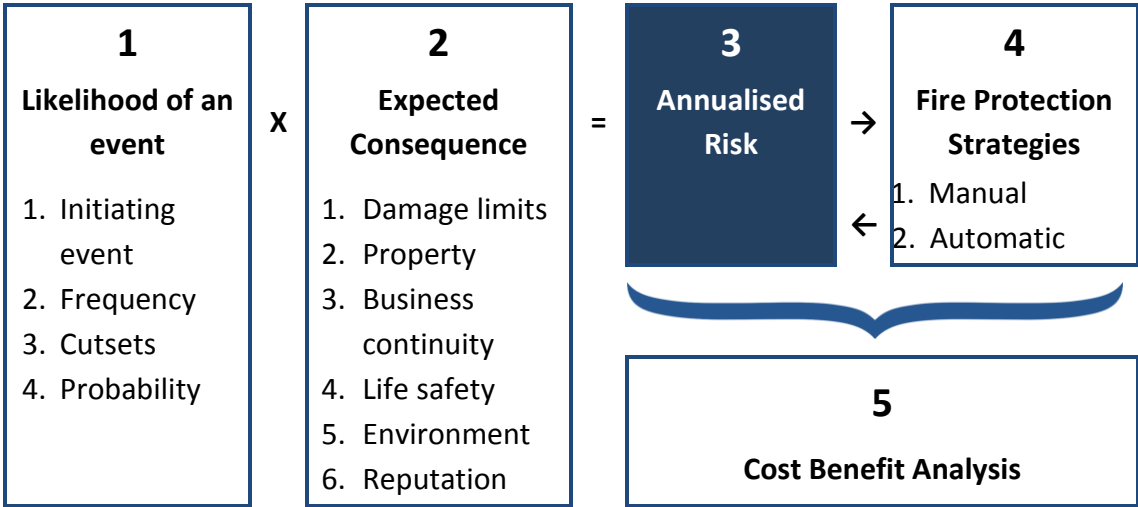 1
Likelihood of an
event
1. Initiating
event
2. Frequency
3. Cutsets
4. Probability
X
2
Expected
Consequence
1. Damage limits
2. Property
3. Business
continuity
4. Life safety
5. Environment
6. Reputation
=
3
Annualised
Risk
→
←
4
Fire Protection
Strategies
1. Manual
2. Automatic
5
Cost Benefit Analysis